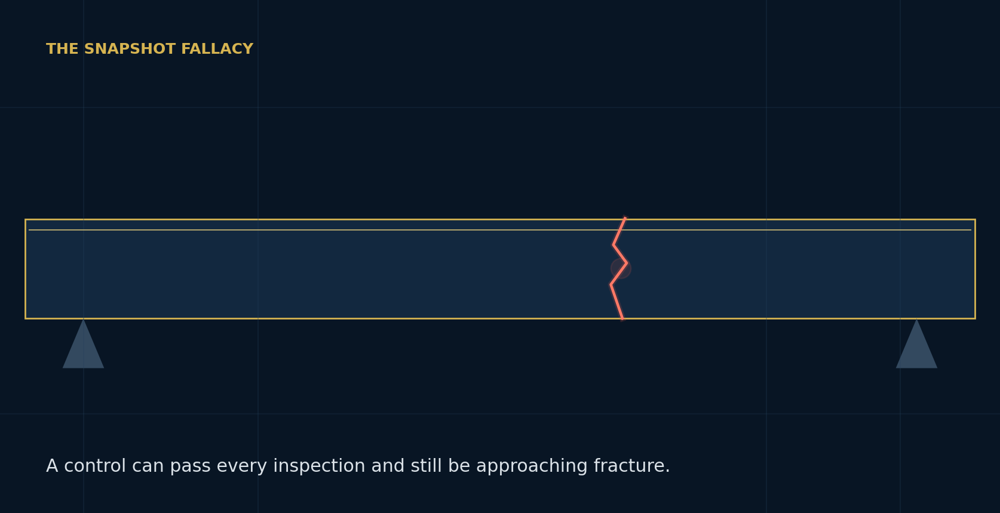 THE SNAPSHOT FALLACY
A control can pass every inspection and still be approaching fracture.